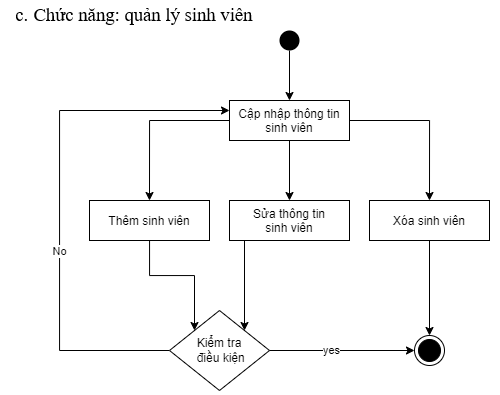 c. Chức năng: quản lý sinh viên
Cập nhập thông tin
sinh viên
Thêm sinh viên
Sửa thông tin
sinh viên
Xóa sinh viên
No
Kiểm tra
điều kiện
yes